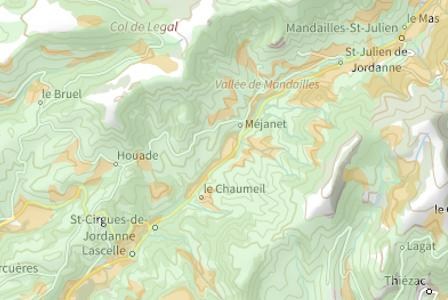 le Mas
Col de Legal
Mandailles-St-Julien
St-Julien de
Jordanne
Vallée de Mandailles
le Bruel
Méjanet
Houade
le Chaumeil
St-Cirgues-de-
Jordanne
Lascelle
Lagat
rcuères
Thiézac